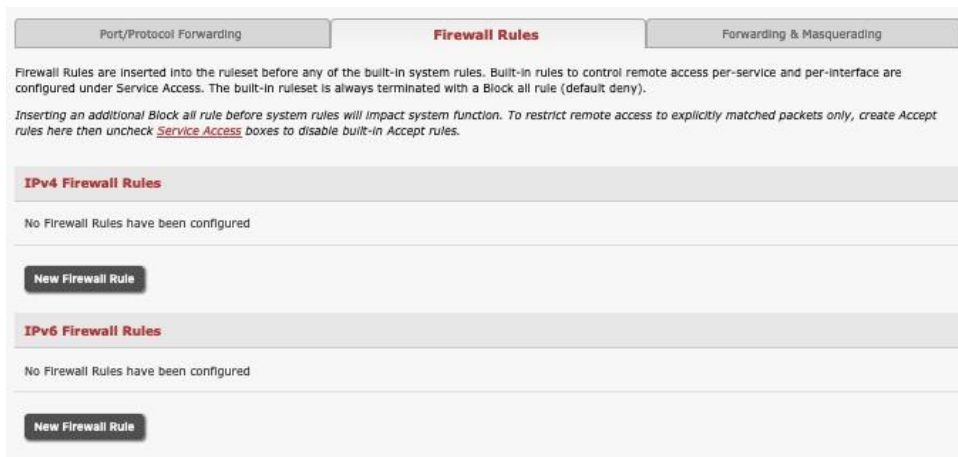 Port/Protocol Forwarding
Firewall Rules
Forwarding & Masquerading
Firewall Rules are inserted into the ruleset before any of the built-in system rules. Built-in rules to control remote access per-service and per-interface are
configured under Service Access. The built-in ruleset is always terminated with a Block all rule (default deny).
Inserting an additional Block all rule before system rules will impact system function. To restrict remote access to explicitly matched packets only, create Accept
rules here then uncheck Service Access boxes to disable built-in Accept rules.
IPv4 Firewall Rules
No Firewall Rules have been configured
New Firewall Rule
IPv6 Firewall Rules
No Firewall Rules have been configured
New Firewall Rule